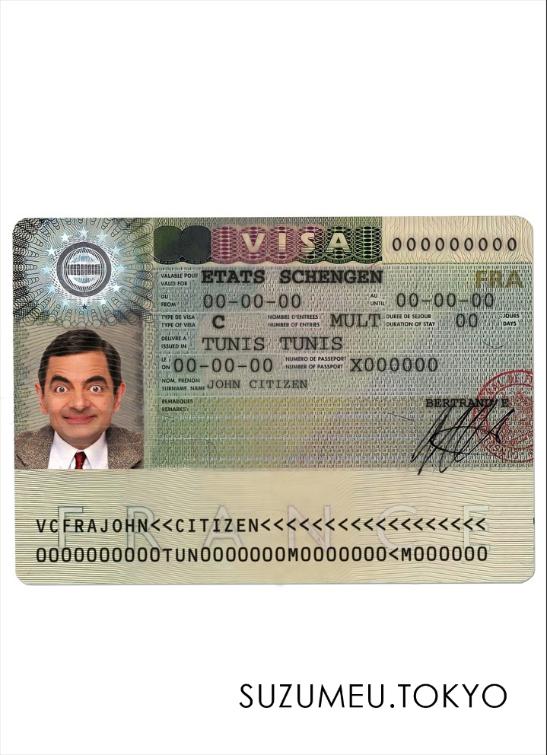 VISA
000000000
VALABLE POUR
VALID FOR
ETATS SCHENGEN
FRA
DU
FROM
00-00-00
AU
UNTIL
00-00-00
TYPE DE VISA
TYPE OF VISA
C
NOMBRE D'ENTREES
NUMBER OF ENTRIES
MULT
DUREE DE SEJOUR
DURATION OF STAY
00
JOURS
DAYS
DELIVRE A
ISSUED IN
TUNIS TUNIS
LE
ON
00-00-00
NUMERO DE PASSEPORT
NUMBER OF PASSPORT
X000000
NOM, PRENOM
SURNAME, NAME
JOHN CITIZEN
REMARQUES
REMARKS
BERTRAND E
FRANCE
VCFRAJOHN<<CITIZEN<<<<<<<<<<<<<<<<<<
0000000000TUN0000000M0000000<M000000
SUZUMEU.TOKYO